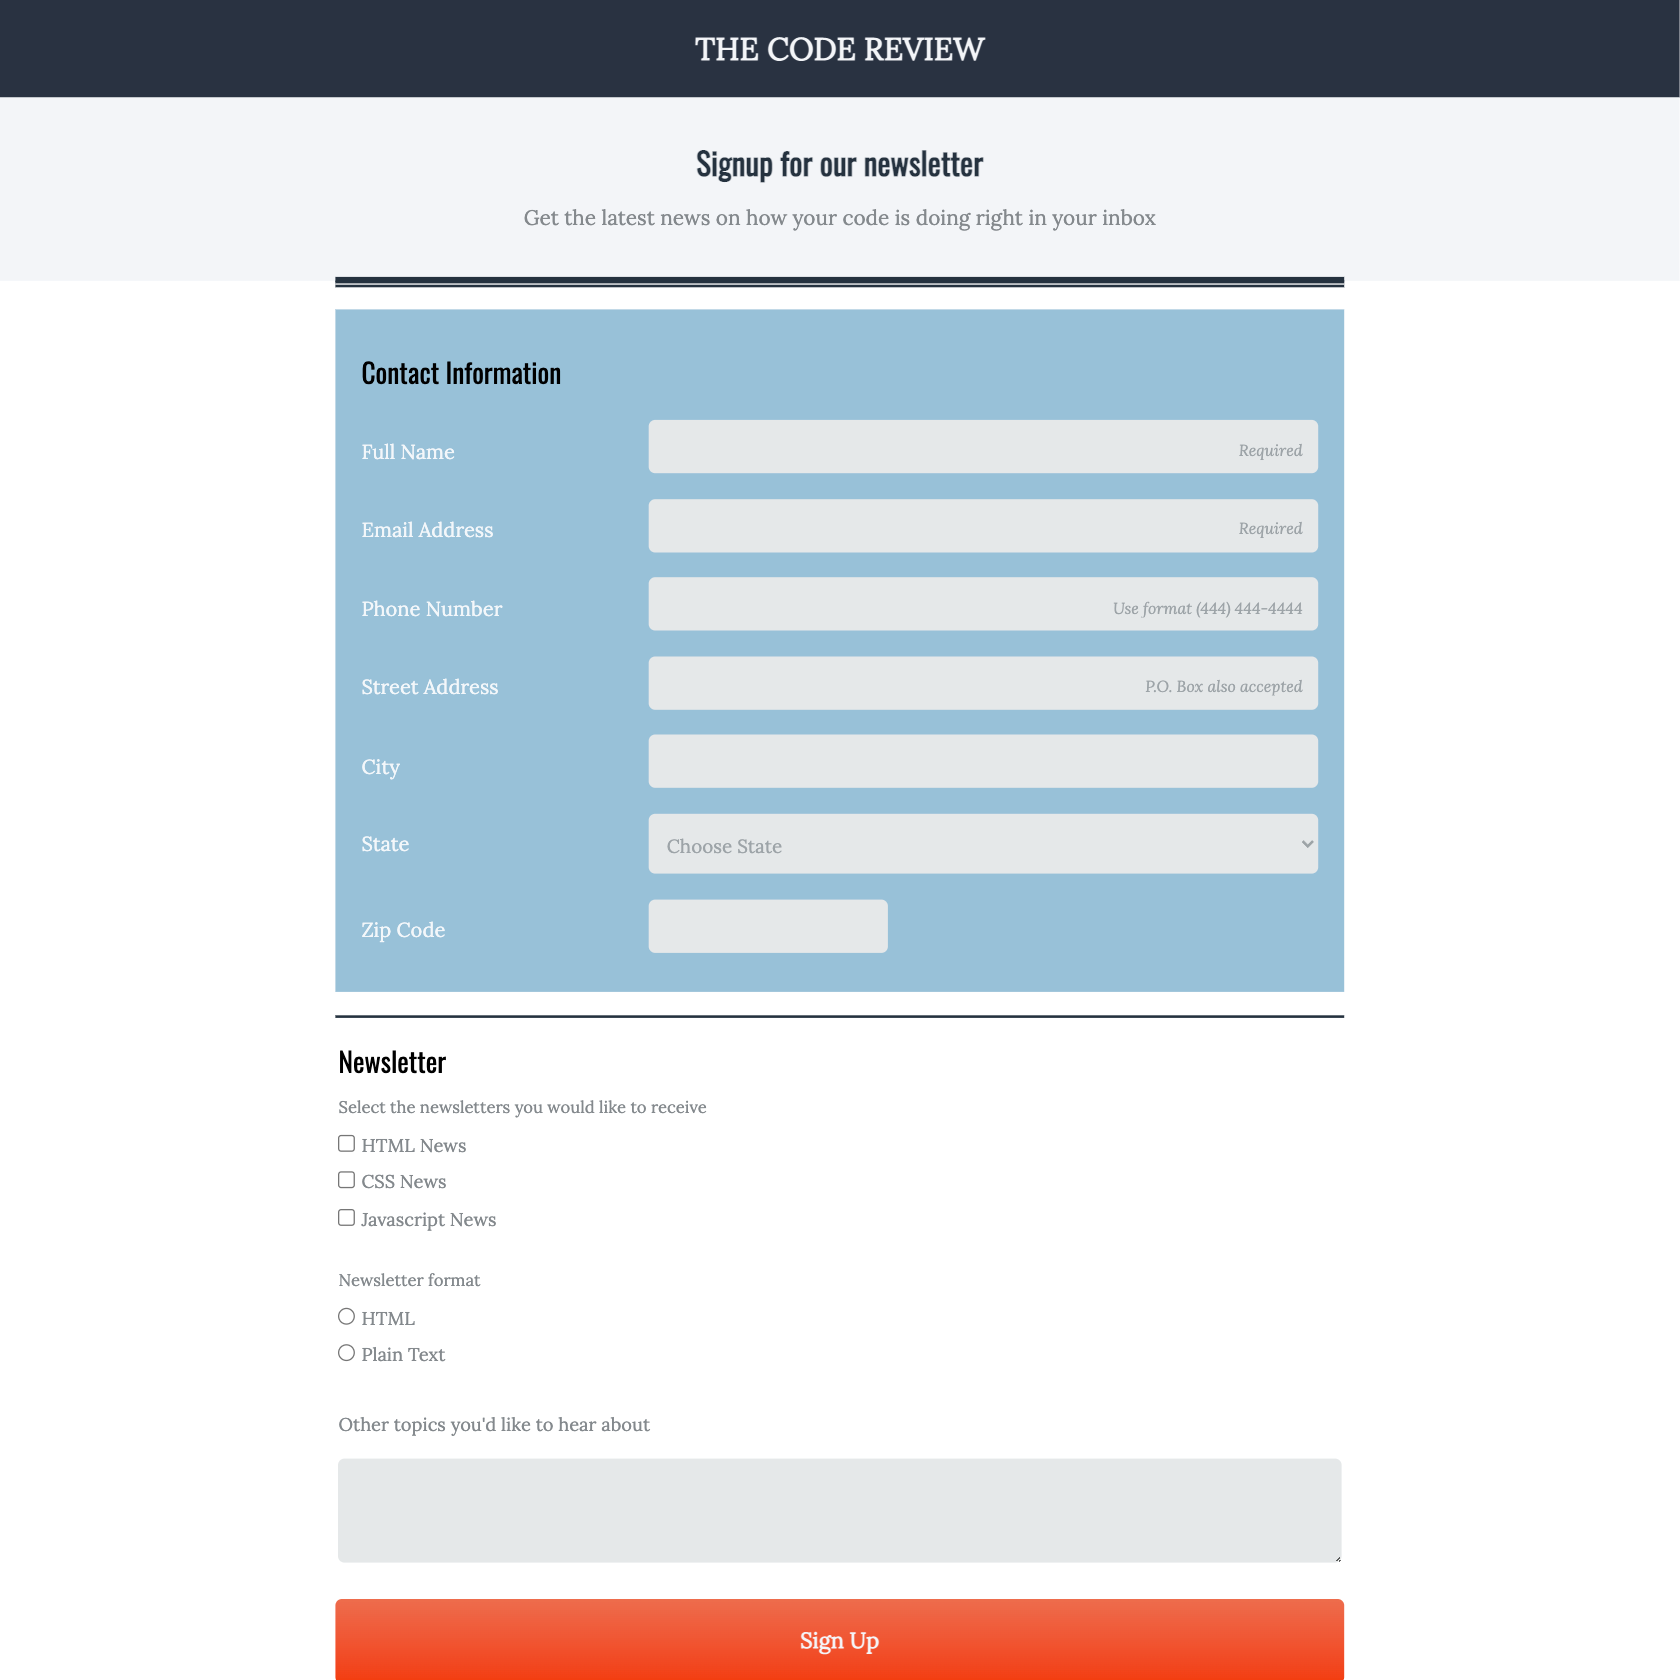 THE CODE REVIEW
Signup for our newsletter
Get the latest news on how your code is doing right in your inbox
Contact Information
Full Name Required
Email Address Required
Phone Number Use format (444) 444-4444
Street Address P.O. Box also accepted
City
State Choose State
Zip Code
Newsletter
Select the newsletters you would like to receive
HTML News
CSS News
Javascript News
Newsletter format
HTML
Plain Text
Other topics you'd like to hear about
Sign Up